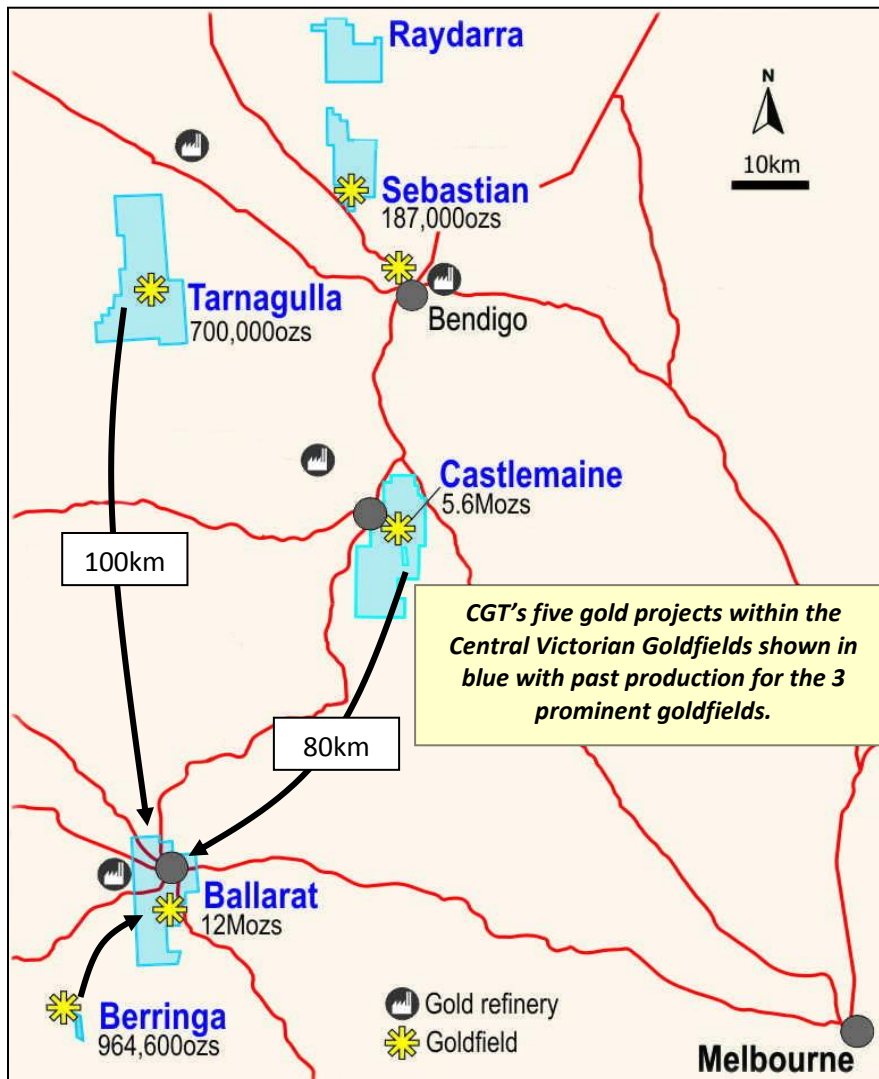 Raydarra
N
10km
Sebastian
187,000ozs
Tarnagulla
700,000ozs
Bendigo
Castlemaine
5.6Mozs
100km
CGT's five gold projects within the
Central Victorian Goldfields shown in
blue with past production for the 3
prominent goldfields.
80km
Ballarat
12Mozs
Berringa
964,600ozs
Gold refinery
Goldfield
Melbourne